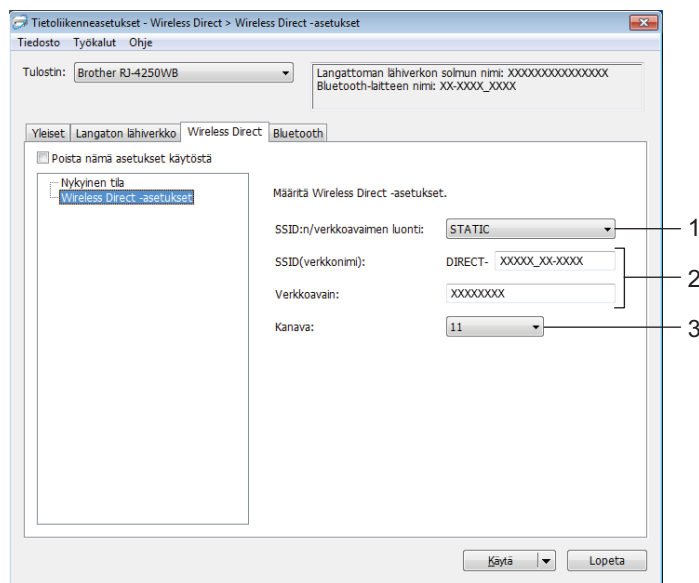 Tietoliikenneasetukset - Wireless Direct > Wireless Direct -asetukset
Tiedosto Työkalut Ohje
Tulostin: Brother RJ-4250WB
Langattoman lähiverkon solmun nimi: XXXXXXXXXXXXXXX
Bluetooth-laitteen nimi: XX-XXXX_XXXX
Yleiset Langaton lähiverkko Wireless Direct Bluetooth
Poista nämä asetukset käytöstä
Nykyinen tila
Wireless Direct -asetukset
Määritä Wireless Direct -asetukset.
SSID:n/verkkoavaimen luonti: STATIC 1
SSID(verkkonimi): DIRECT- XXXXX_XX-XXXX
2
Verkkoavain: XXXXXXXX
Kanava: 11 3
Käytä Lopeta